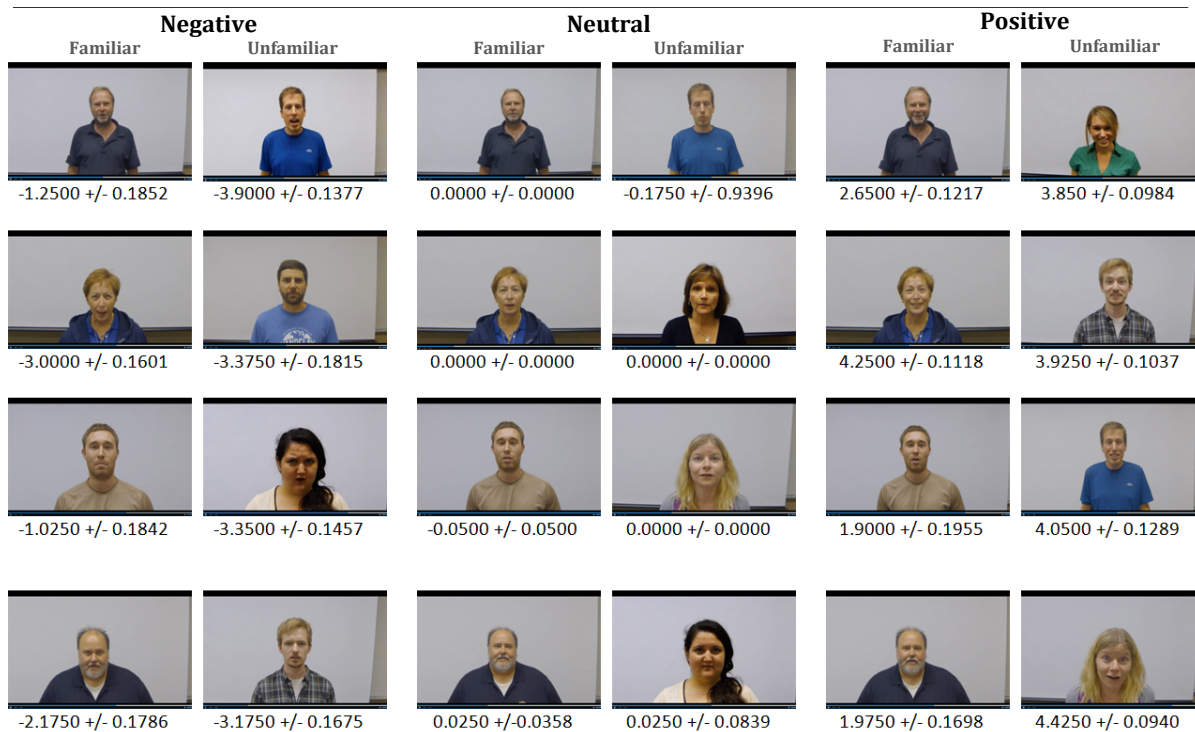 Negative Neutral Positive
Familiar Unfamiliar Familiar Unfamiliar Familiar Unfamiliar
-1.2500 +/- 0.1852 -3.9000 +/- 0.1377 0.0000 +/- 0.0000 -0.1750 +/- 0.9396 2.6500 +/- 0.1217 3.850 +/- 0.0984
-3.0000 +/- 0.1601 -3.3750 +/- 0.1815 0.0000 +/- 0.0000 0.0000 +/- 0.0000 4.2500 +/- 0.1118 3.9250 +/- 0.1037
-1.0250 +/- 0.1842 -3.3500 +/- 0.1457 -0.0500 +/- 0.0500 0.0000 +/- 0.0000 1.9000 +/- 0.1955 4.0500 +/- 0.1289
-2.1750 +/- 0.1786 -3.1750 +/- 0.1675 0.0250 +/-0.0358 0.0250 +/- 0.0839 1.9750 +/- 0.1698 4.4250 +/- 0.0940